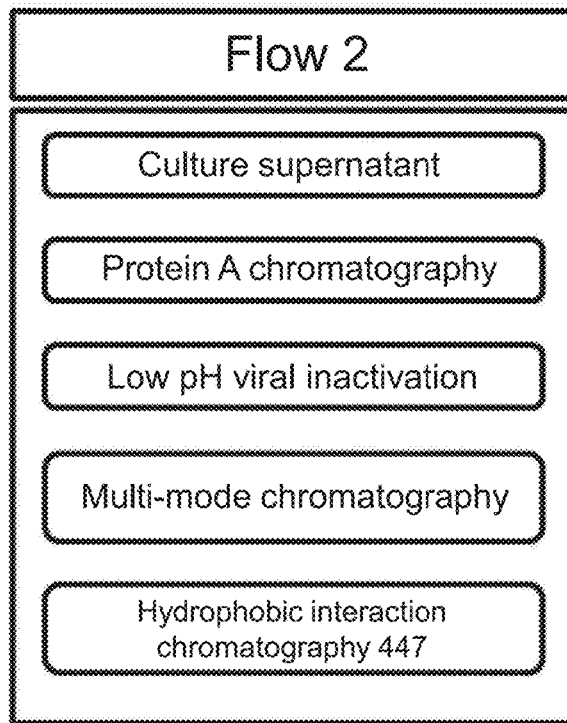 Flow 2
Culture supernatant
Protein A chromatography
Low pH viral inactivation
Multi-mode chromatography
Hydrophobic interaction
chromatography 447